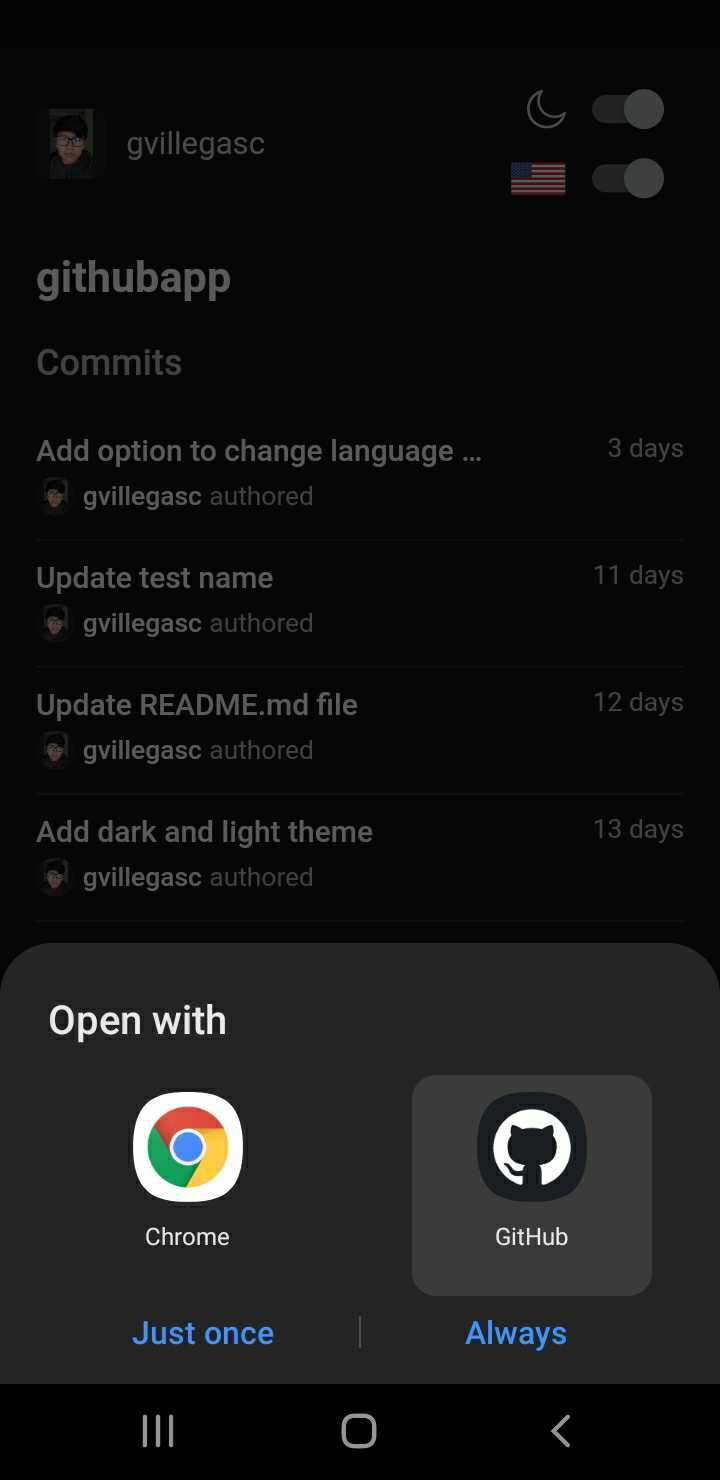 gvillegasc
githubapp
Commits
Add option to change language ...
3 days
gvillegasc authored
Update test name
11 days
gvillegasc authored
Update README.md file
12 days
gvillegasc authored
Add dark and light theme
13 days
gvillegasc authored
Open with
Chrome
GitHub
Just once
Always